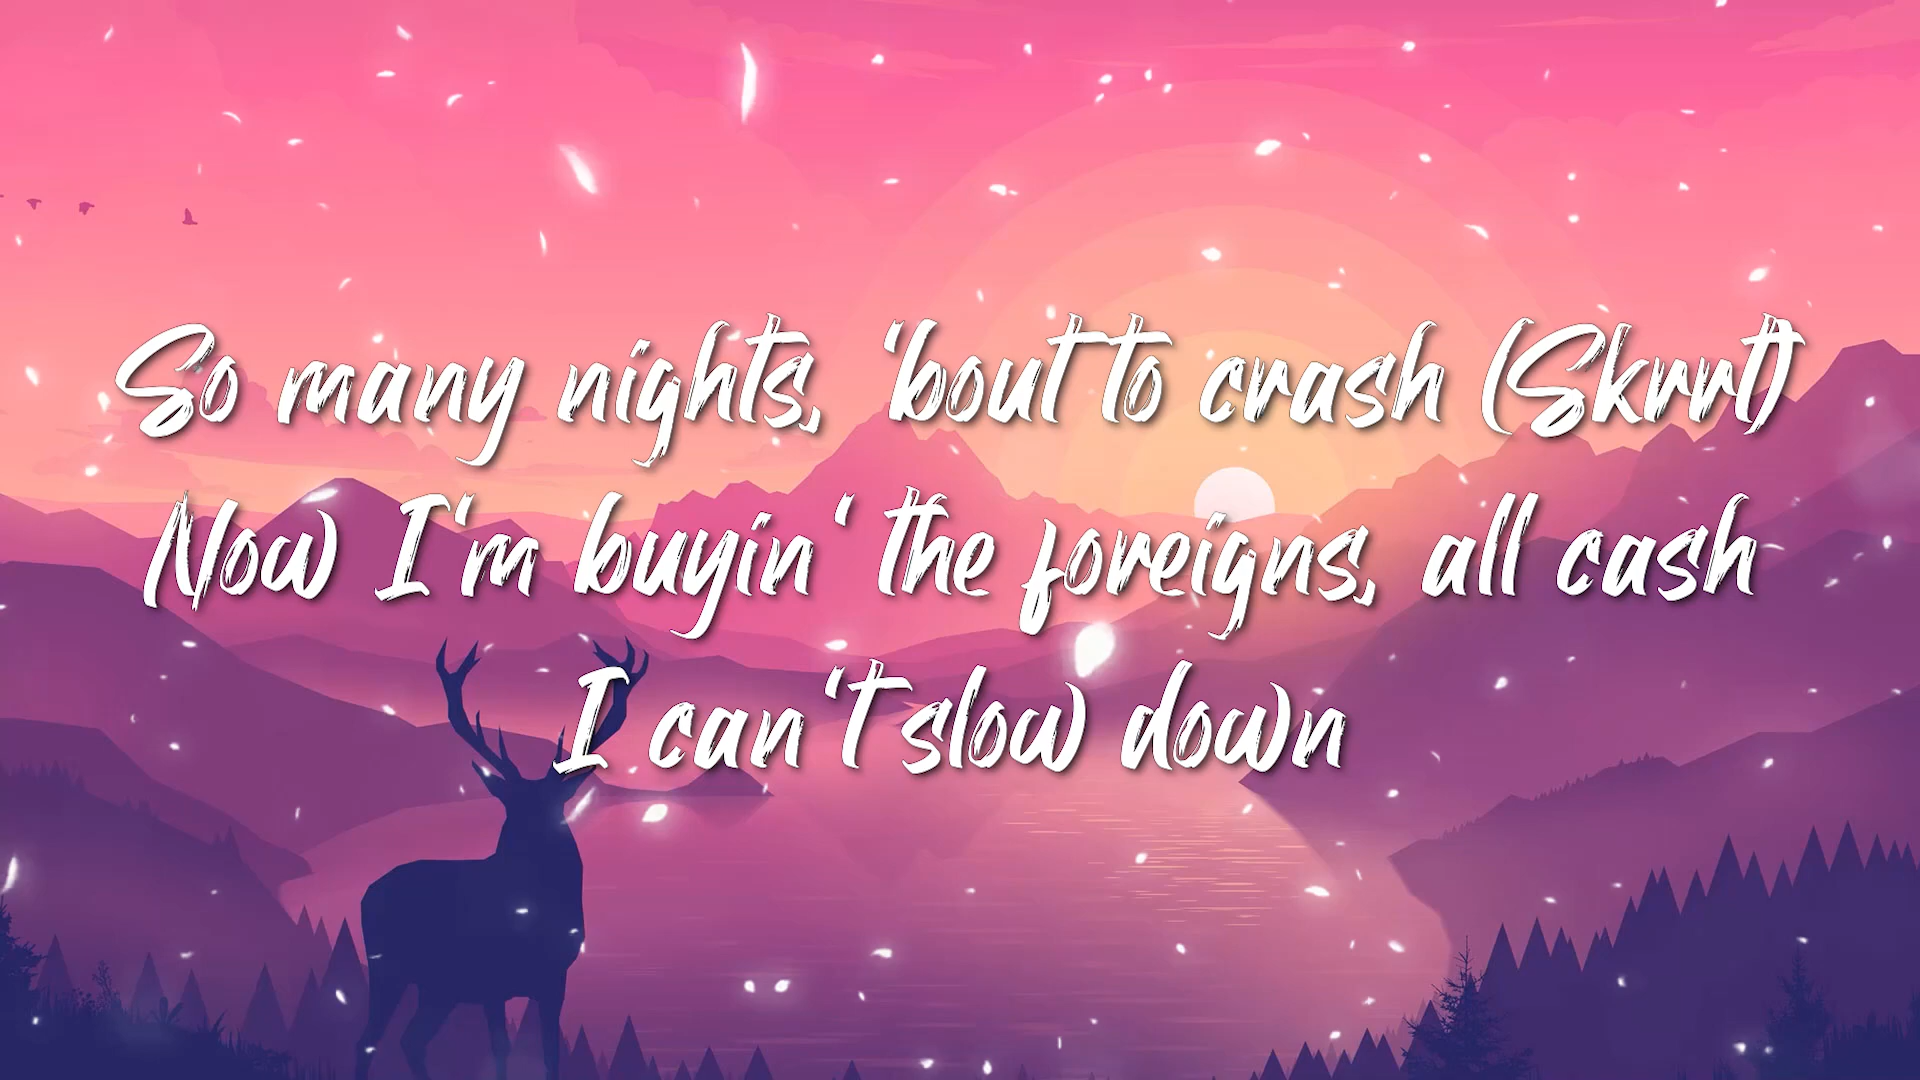 So many nights, 'bout to crash (Skrrt)
Now I'm buyin' the foreigns, all cash
I can't slow down